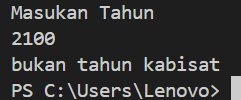 Masukan Tahun
2100
bukan tahun kabisat
PS C:\Users\Lenovo>